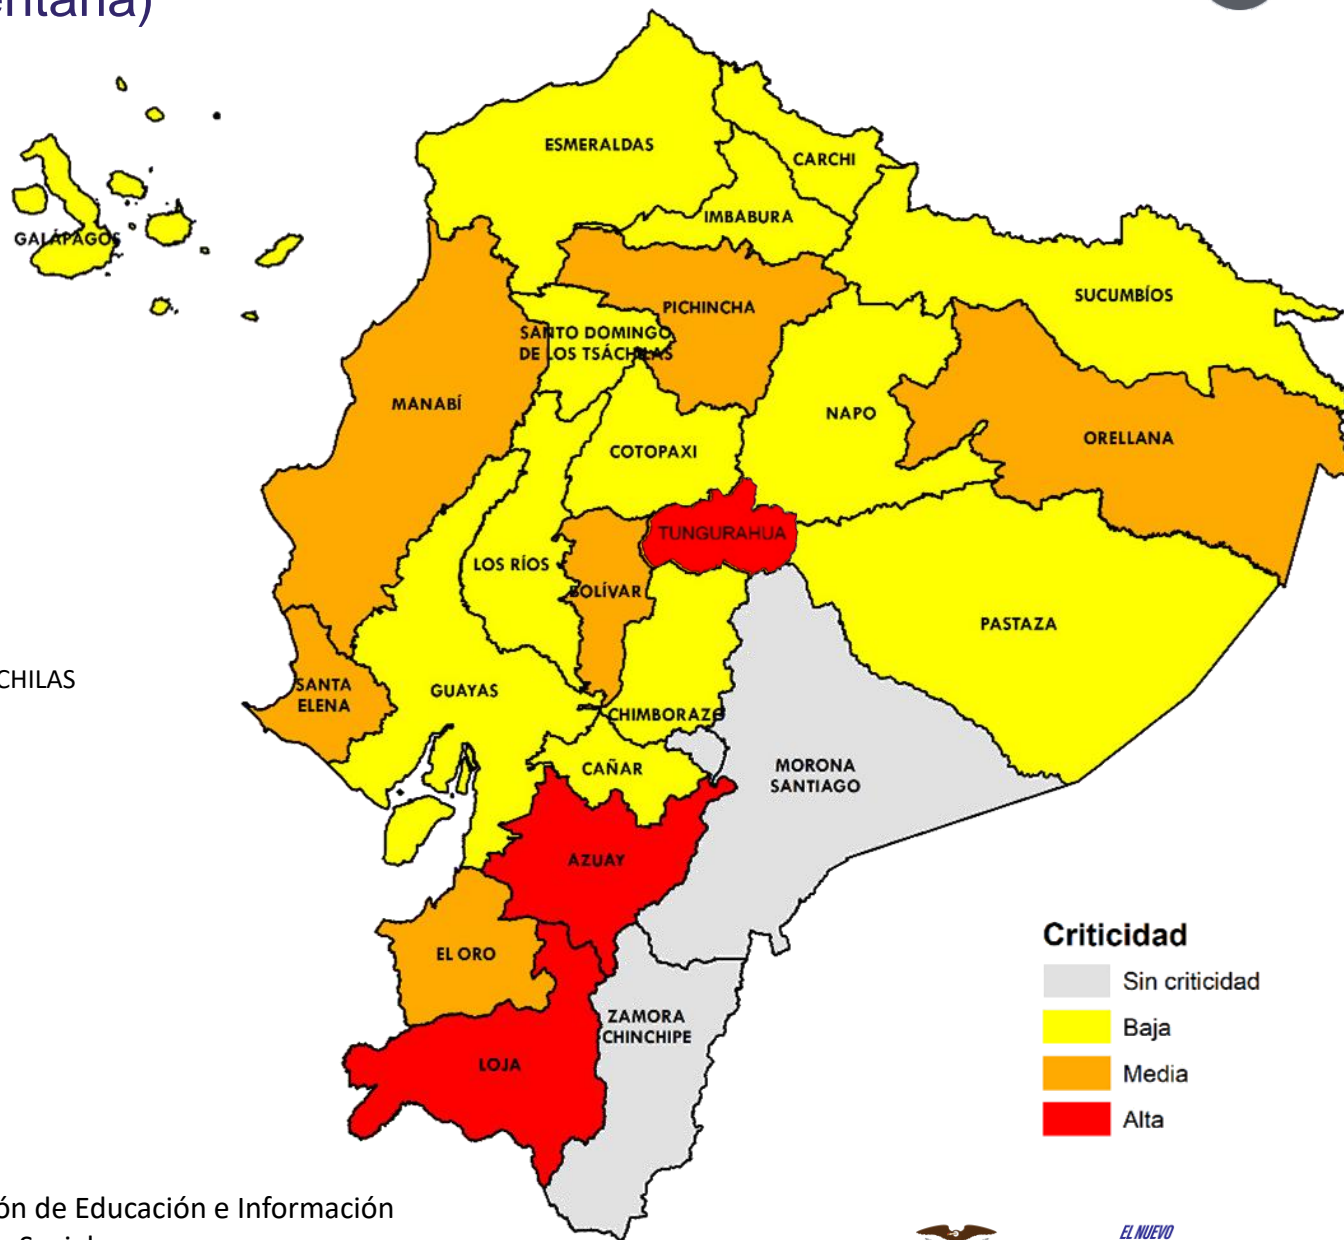 ESMERALDAS
CARCHI
IMBABURA
GALÁPAGOS
SUCUMBÍOS
PICHINCHA
SANTO DOMINGO
DE LOS TSÁCHILAS
MANABÍ
NAPO
ORELLANA
COTOPAXI
TUNGURAHUA
LOS RÍOS
BOLÍVAR
PASTAZA
CHILAS
SANTA
ELENA
GUAYAS
CHIMBORAZO
CAÑAR
MORONA
SANTIAGO
AZUAY
EL ORO
ZAMORA
CHINCHIPE
LOJA
Criticidad
Sin criticidad
Baja
Media
Alta
ón de Educación e Información
EL NUEVO